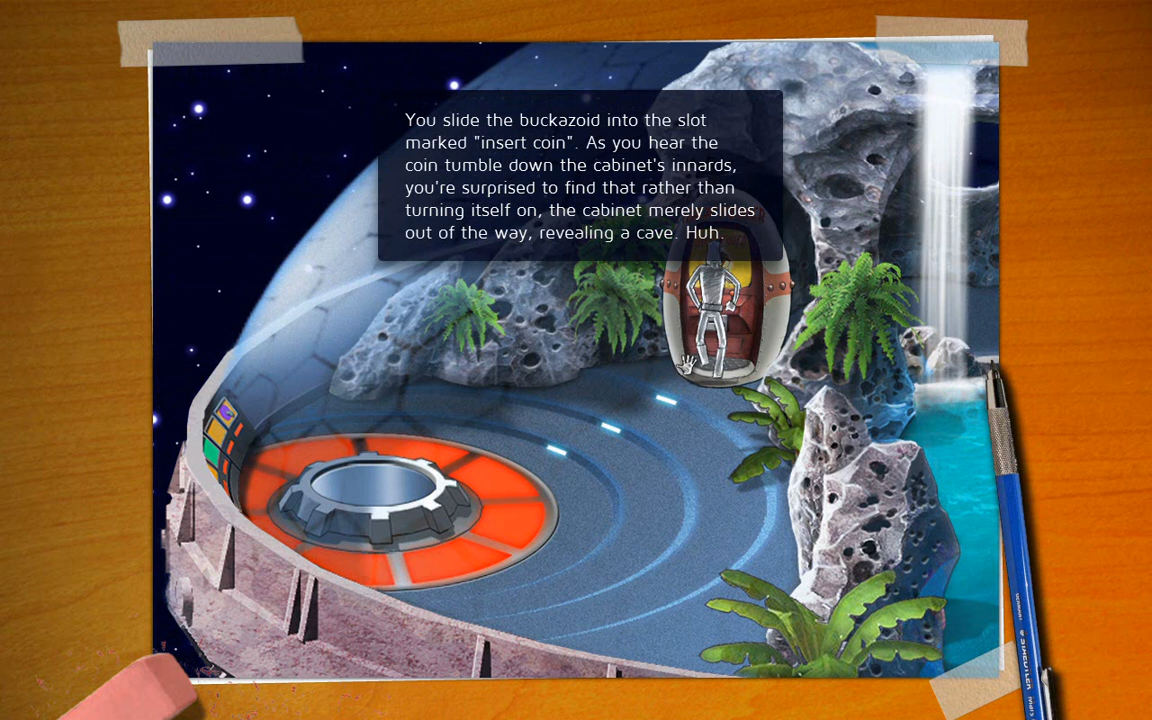 You slide the buckazoid into the slot
marked "insert coin". As you hear the
coin tumble down the cabinet's innards,
you're surprised to find that rather than
turning itself on, the cabinet merely slides
out of the way, revealing a cave. Huh.